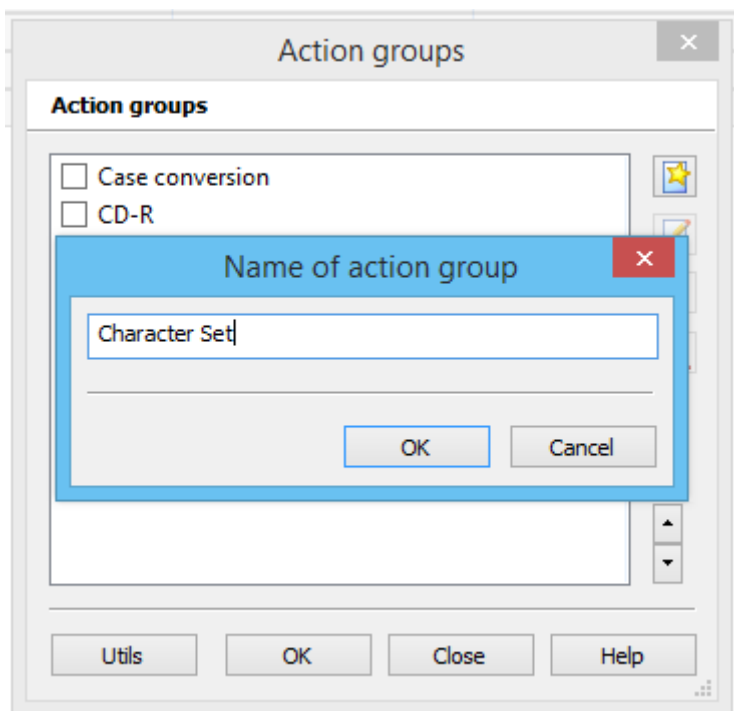 Action groups
Action groups
Case conversion
CD-R
Name of action group
Character Set
OK Cancel
Utils OK Close Help